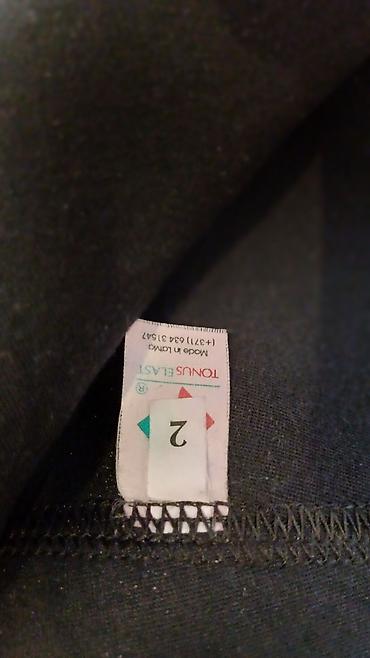 2
®
TONUS ELAST
Made in Latvia
(+371) 634 31547